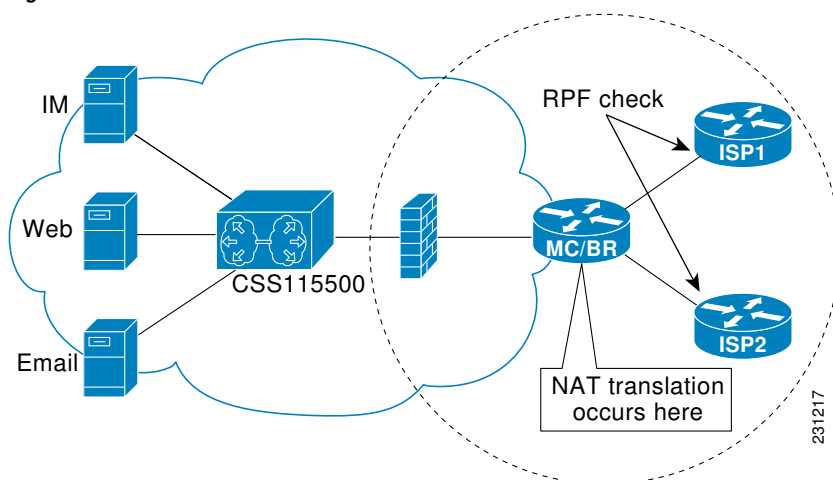 IM
RPF check
ISP1
Web
MC/BR
CSS115500
ISP2
Email
NAT translation
occurs here
231217